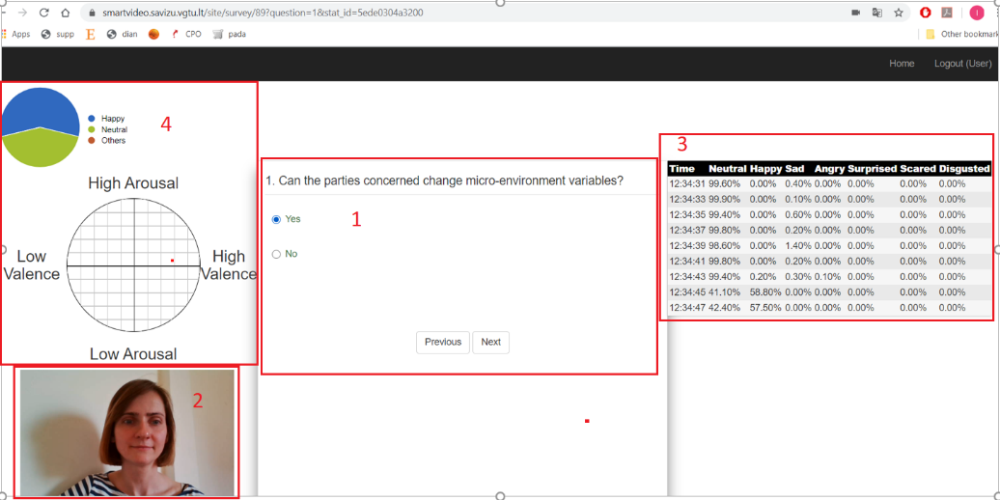 smartvideo.savizu.vgtu.lt/site/survey/89?question=1&stat_id=5ede0304a3200
Apps supp E dian CPO pada Other bookmark
Home Logout (User)
4
Happy
Neutral
Others
High Arousal
Low Valence
High Valence
Low Arousal
2
1. Can the parties concerned change micro-environment variables?
Yes
1
No
Previous Next
3
Time Neutral Happy Sad Angry Surprised Scared Disgusted
12:34:31 99.60% 0.00% 0.40% 0.00% 0.00% 0.00% 0.00%
12:34:33 99.90% 0.00% 0.10% 0.00% 0.00% 0.00% 0.00%
12:34:35 99.40% 0.00% 0.60% 0.00% 0.00% 0.00% 0.00%
12:34:37 99.80% 0.00% 0.20% 0.00% 0.00% 0.00% 0.00%
12:34:39 98.60% 0.00% 1.40% 0.00% 0.00% 0.00% 0.00%
12:34:41 99.80% 0.00% 0.20% 0.00% 0.00% 0.00% 0.00%
12:34:43 99.40% 0.20% 0.30% 0.10% 0.00% 0.00% 0.00%
12:34:45 41.10% 58.80% 0.00% 0.00% 0.00% 0.00% 0.00%
12:34:47 42.40% 57.50% 0.00% 0.00% 0.00% 0.00% 0.00%